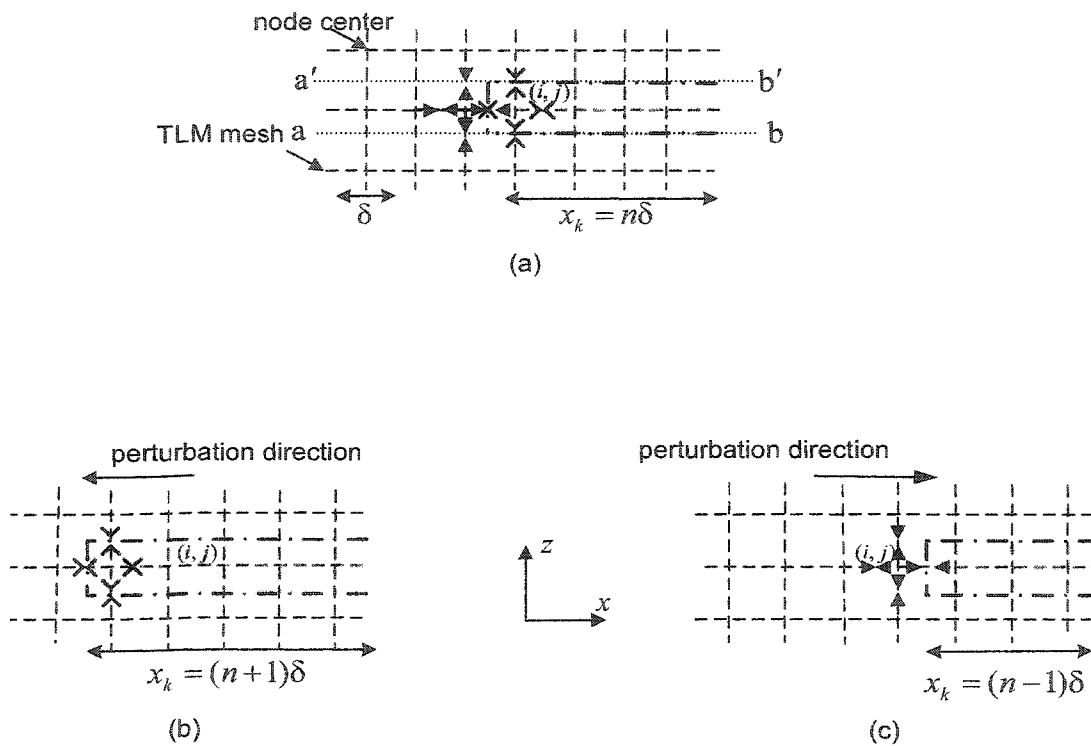 node center
a′
b′
(i, j)
TLM mesh
a
b
δ
x_k = nδ
(a)
perturbation direction
(i, j)
x_k = (n+1)δ
(b)
z
x
perturbation direction
(i, j)
x_k = (n−1)δ
(c)